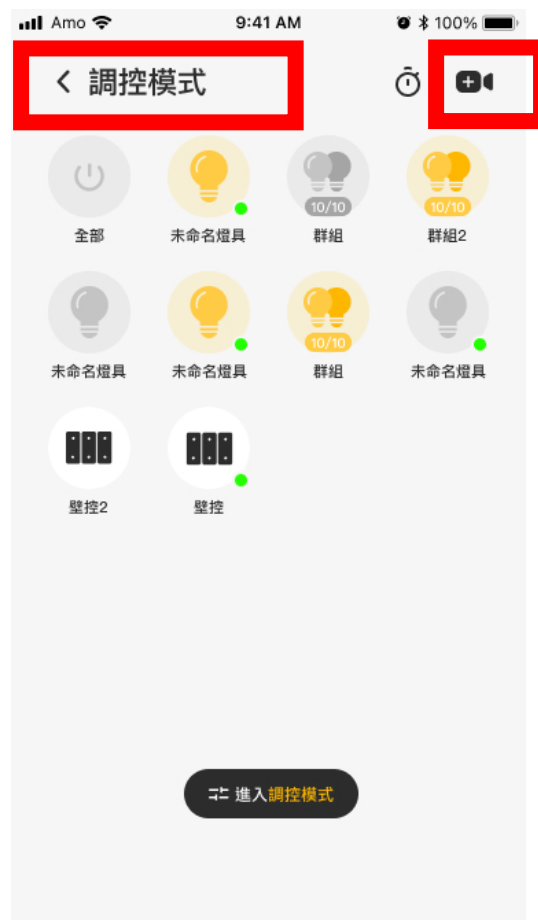 Amo 9:41 AM 100%
調控模式
10/10 10/10
全部 未命名燈具 群組 群組2
10/10
未命名燈具 未命名燈具 群組 未命名燈具
壁控2 壁控
進入調控模式